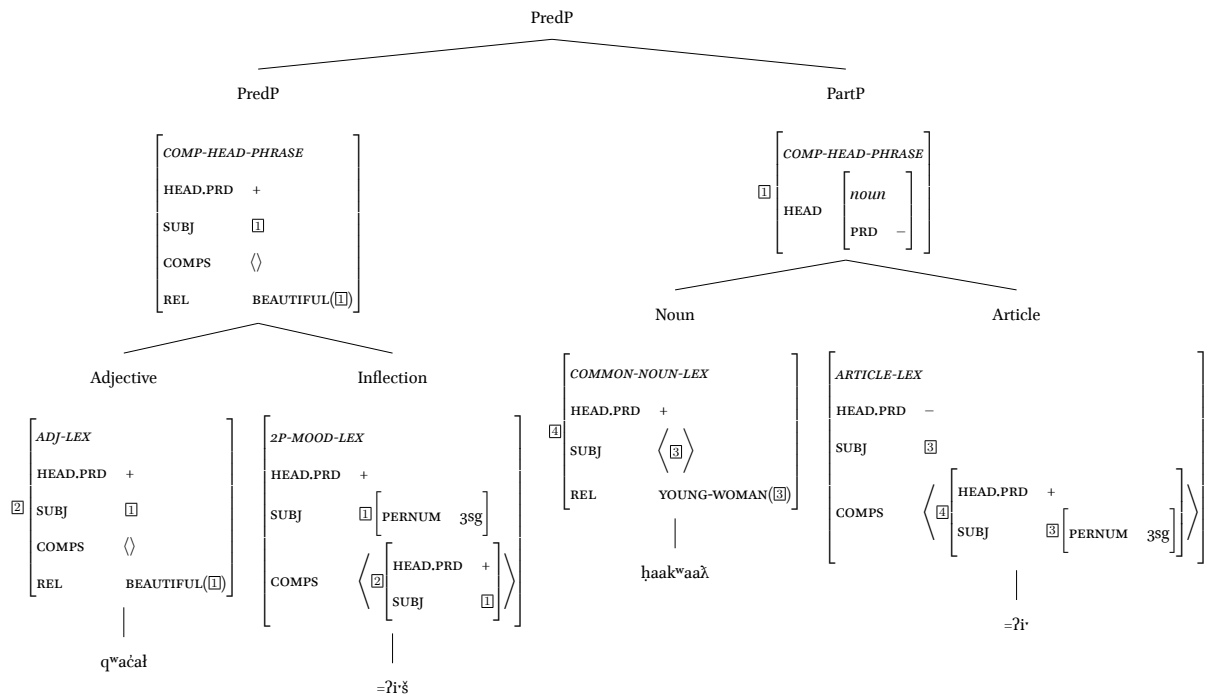 PredP
PredP
COMP-HEAD-PHRASE
HEAD.PRD +
SUBJ 1
COMPS ⟨⟩
REL BEAUTIFUL(1)
PartP
1
COMP-HEAD-PHRASE
HEAD
noun
PRD −
Adjective
2
ADJ-LEX
HEAD.PRD +
SUBJ 1
COMPS ⟨⟩
REL BEAUTIFUL(1)
qʷac̓ał
Inflection
2P-MOOD-LEX
HEAD.PRD +
SUBJ 1 [PERNUM 3sg]
COMPS ⟨2
HEAD.PRD +
SUBJ 1
⟩
=ʔiˑš
Noun
4
COMMON-NOUN-LEX
HEAD.PRD +
SUBJ ⟨3⟩
REL YOUNG-WOMAN(3)
ḥaakʷaaƛ
Article
ARTICLE-LEX
HEAD.PRD −
SUBJ 3
COMPS ⟨4
HEAD.PRD +
SUBJ 3 [PERNUM 3sg]
⟩
=ʔiˑ